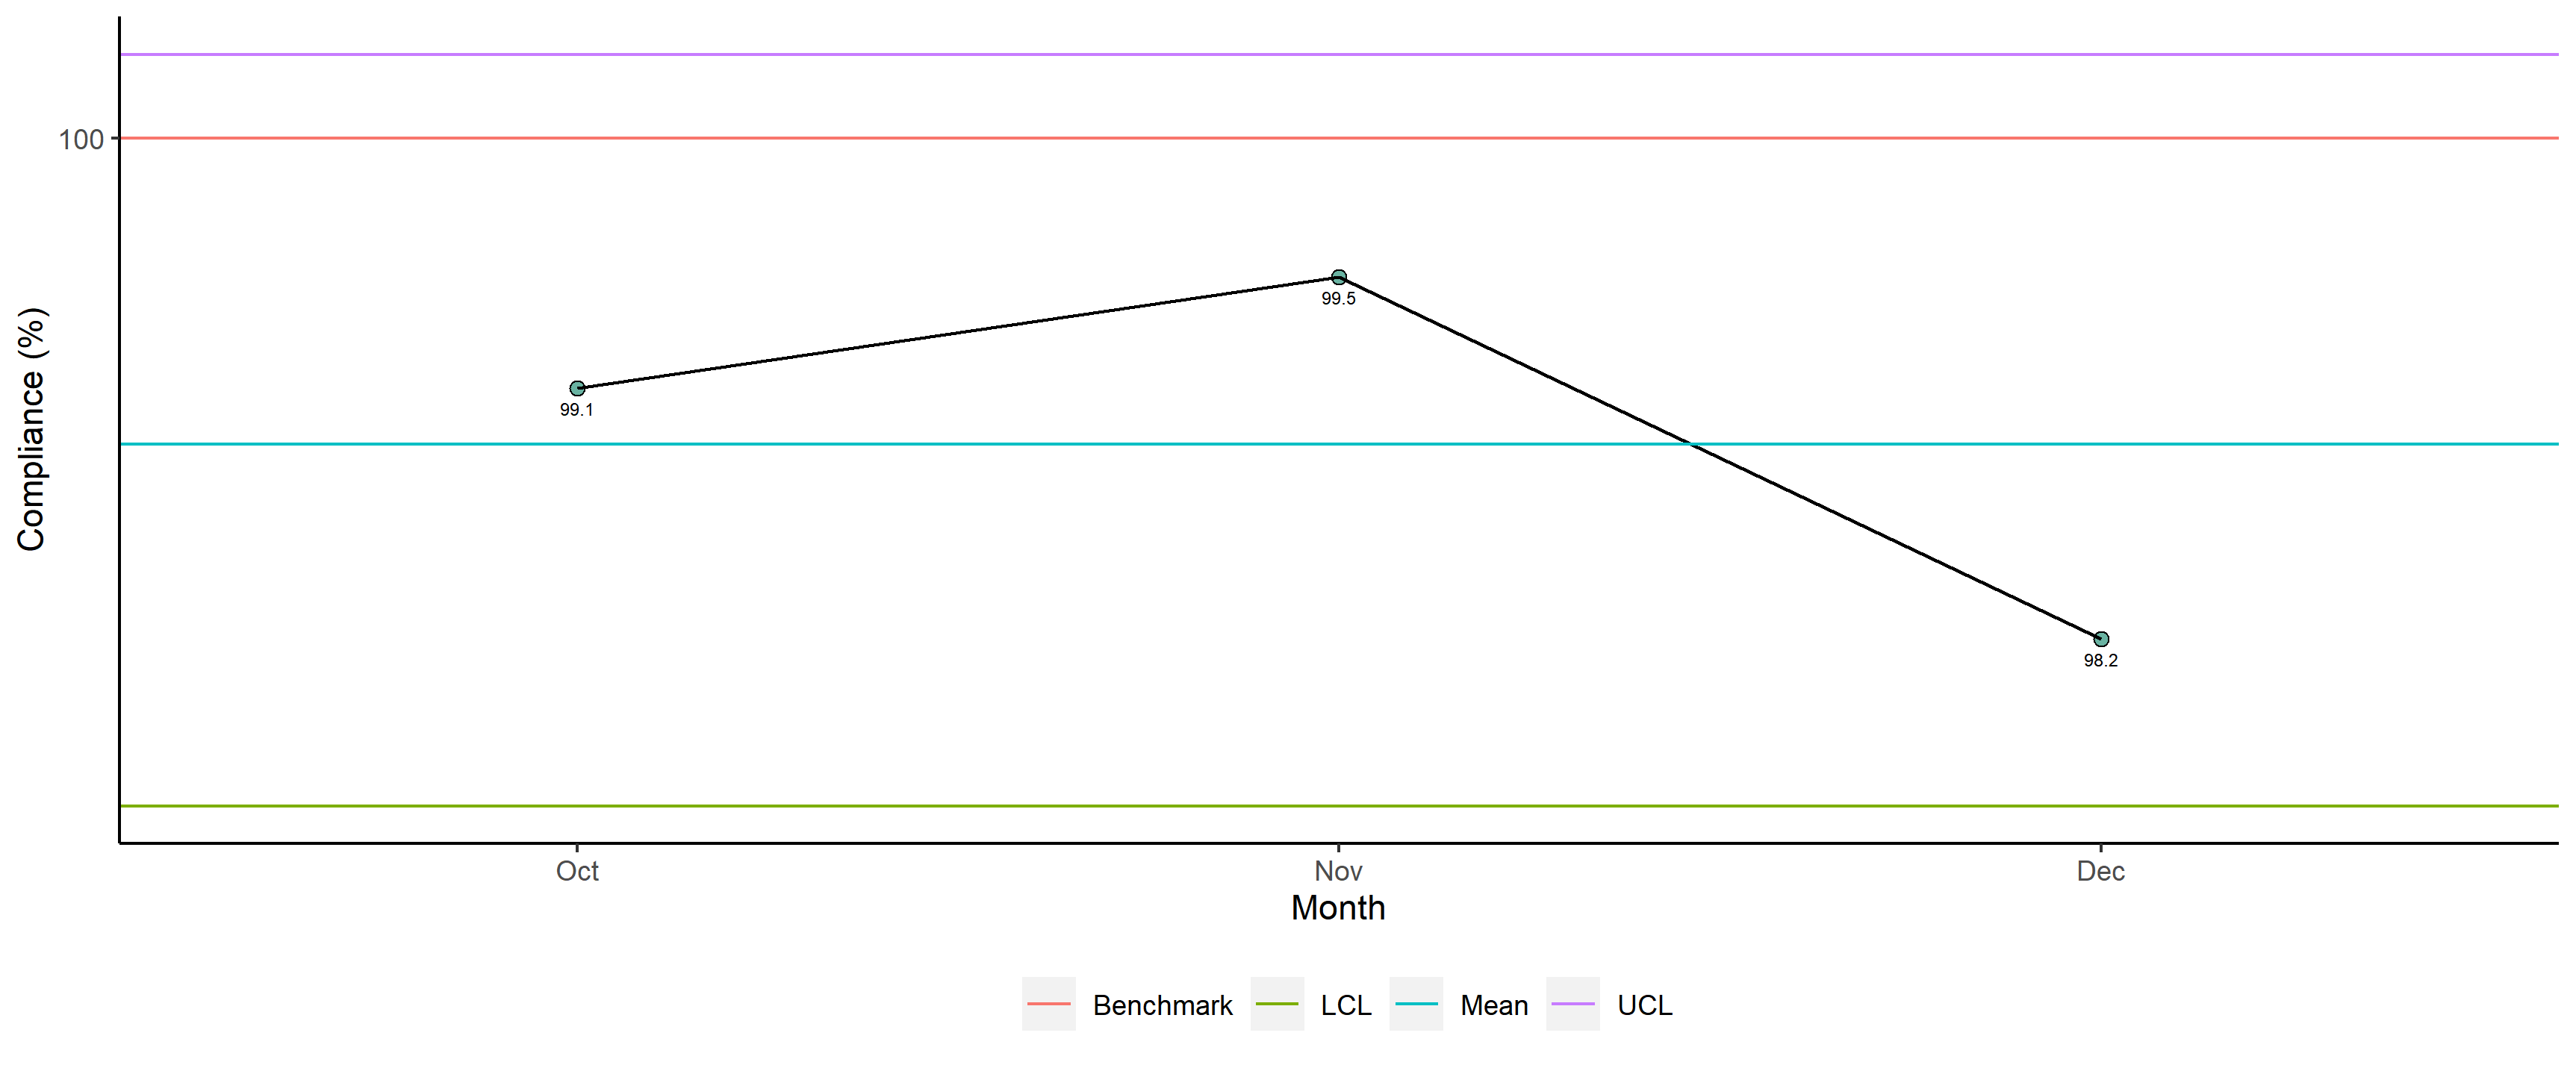 100
Compliance (%)
99.1
99.5
98.2
Oct Nov Dec
Month
Benchmark LCL Mean UCL